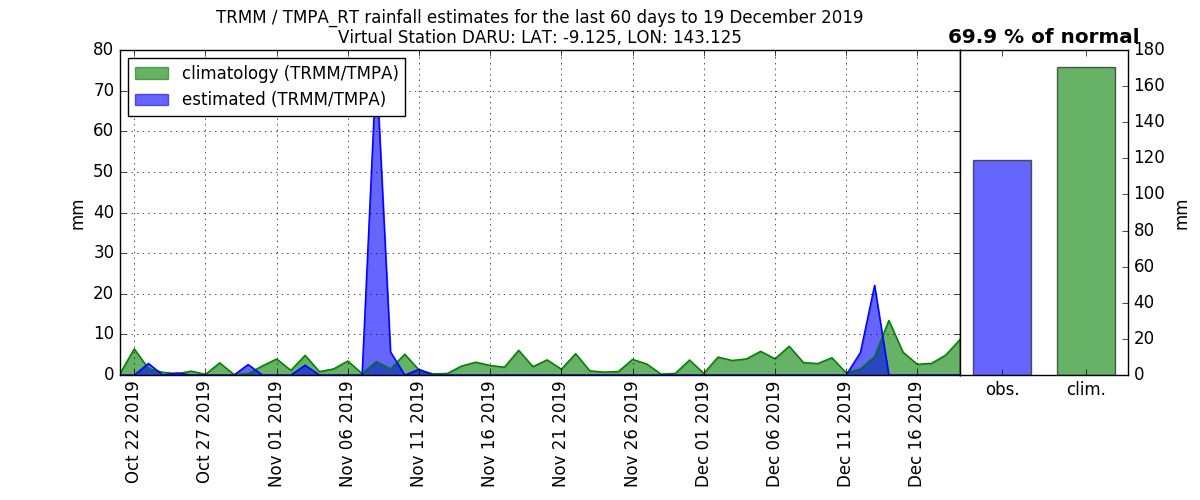 TRMM / TMPA_RT rainfall estimates for the last 60 days to 19 December 2019
Virtual Station DARU: LAT: -9.125, LON: 143.125
69.9 % of normal
climatology (TRMM/TMPA)
estimated (TRMM/TMPA)
80
70
60
50
40
30
20
10
0
mm
Oct 22 2019
Oct 27 2019
Nov 01 2019
Nov 06 2019
Nov 11 2019
Nov 16 2019
Nov 21 2019
Nov 26 2019
Dec 01 2019
Dec 06 2019
Dec 11 2019
Dec 16 2019
obs.
clim.
180
160
140
120
100
80
60
40
20
0
mm